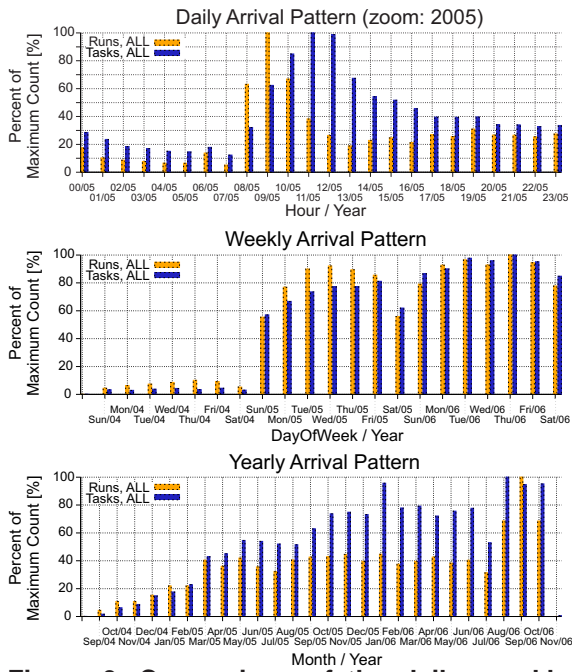 Daily Arrival Pattern (zoom: 2005)
Percent of
Maximum Count [%]
100
80
60
40
20
0
Runs, ALL
Tasks, ALL
00/05 02/05 04/05 06/05 08/05 10/05 12/05 14/05 16/05 18/05 20/05 22/05
01/05 03/05 05/05 07/05 09/05 11/05 13/05 15/05 17/05 19/05 21/05 23/05
Hour / Year
Weekly Arrival Pattern
Percent of
Maximum Count [%]
100
80
60
40
20
0
Runs, ALL
Tasks, ALL
Mon/04 Wed/04 Fri/04 Sun/05 Tue/05 Thu/05 Sat/05 Mon/06 Wed/06 Fri/06
Sun/04 Tue/04 Thu/04 Sat/04 Mon/05 Wed/05 Fri/05 Sun/06 Tue/06 Thu/06 Sat/06
DayOfWeek / Year
Yearly Arrival Pattern
Percent of
Maximum Count [%]
100
80
60
40
20
0
Runs, ALL
Tasks, ALL
Oct/04 Dec/04 Feb/05 Apr/05 Jun/05 Aug/05 Oct/05 Dec/05 Feb/06 Apr/06 Jun/06 Aug/06 Oct/06
Sep/04 Nov/04 Jan/05 Mar/05 May/05 Jul/05 Sep/05 Nov/05 Jan/06 Mar/06 May/06 Jul/06 Sep/06 Nov/06
Month / Year